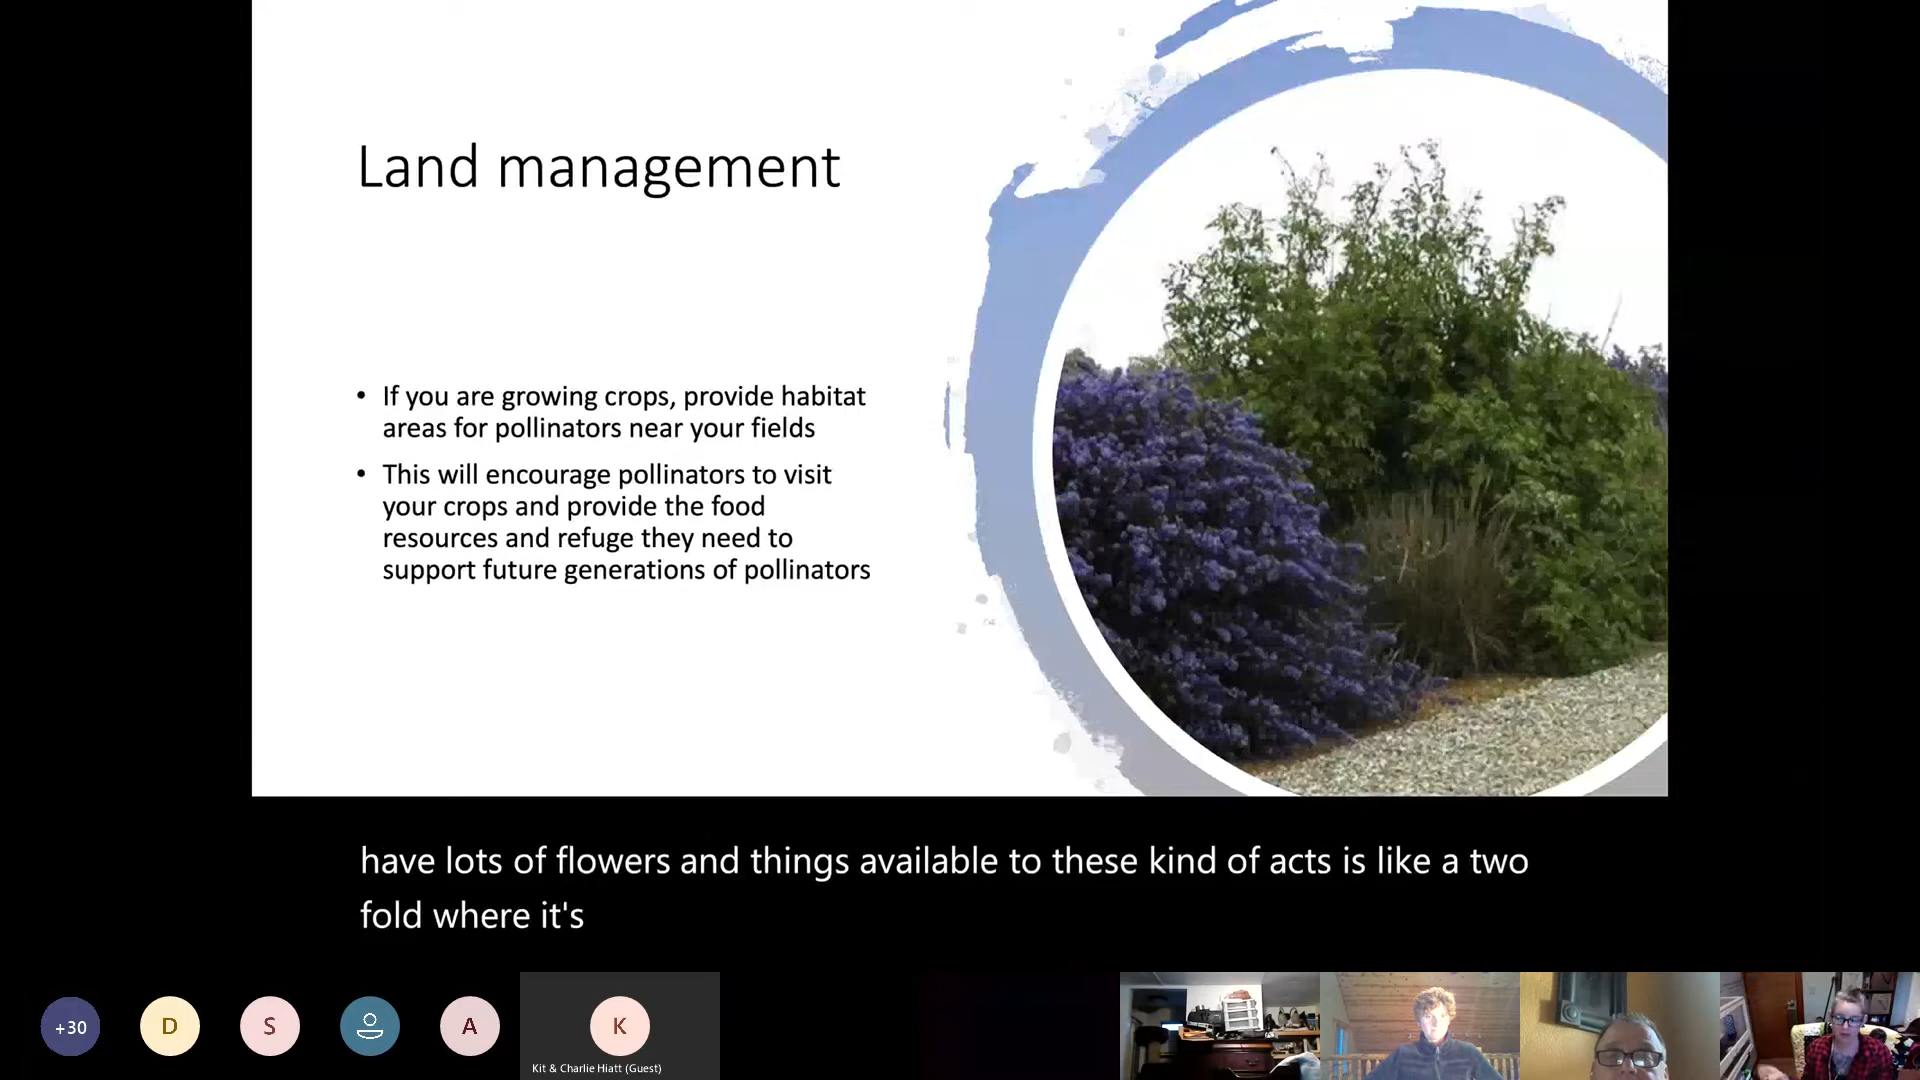 Land management
• If you are growing crops, provide habitat
areas for pollinators near your fields
• This will encourage pollinators to visit
your crops and provide the food
resources and refuge they need to
support future generations of pollinators
have lots of flowers and things available to these kind of acts is like a two
fold where it's
+30
D
S
A
K
Kit & Charlie Hiatt (Guest)